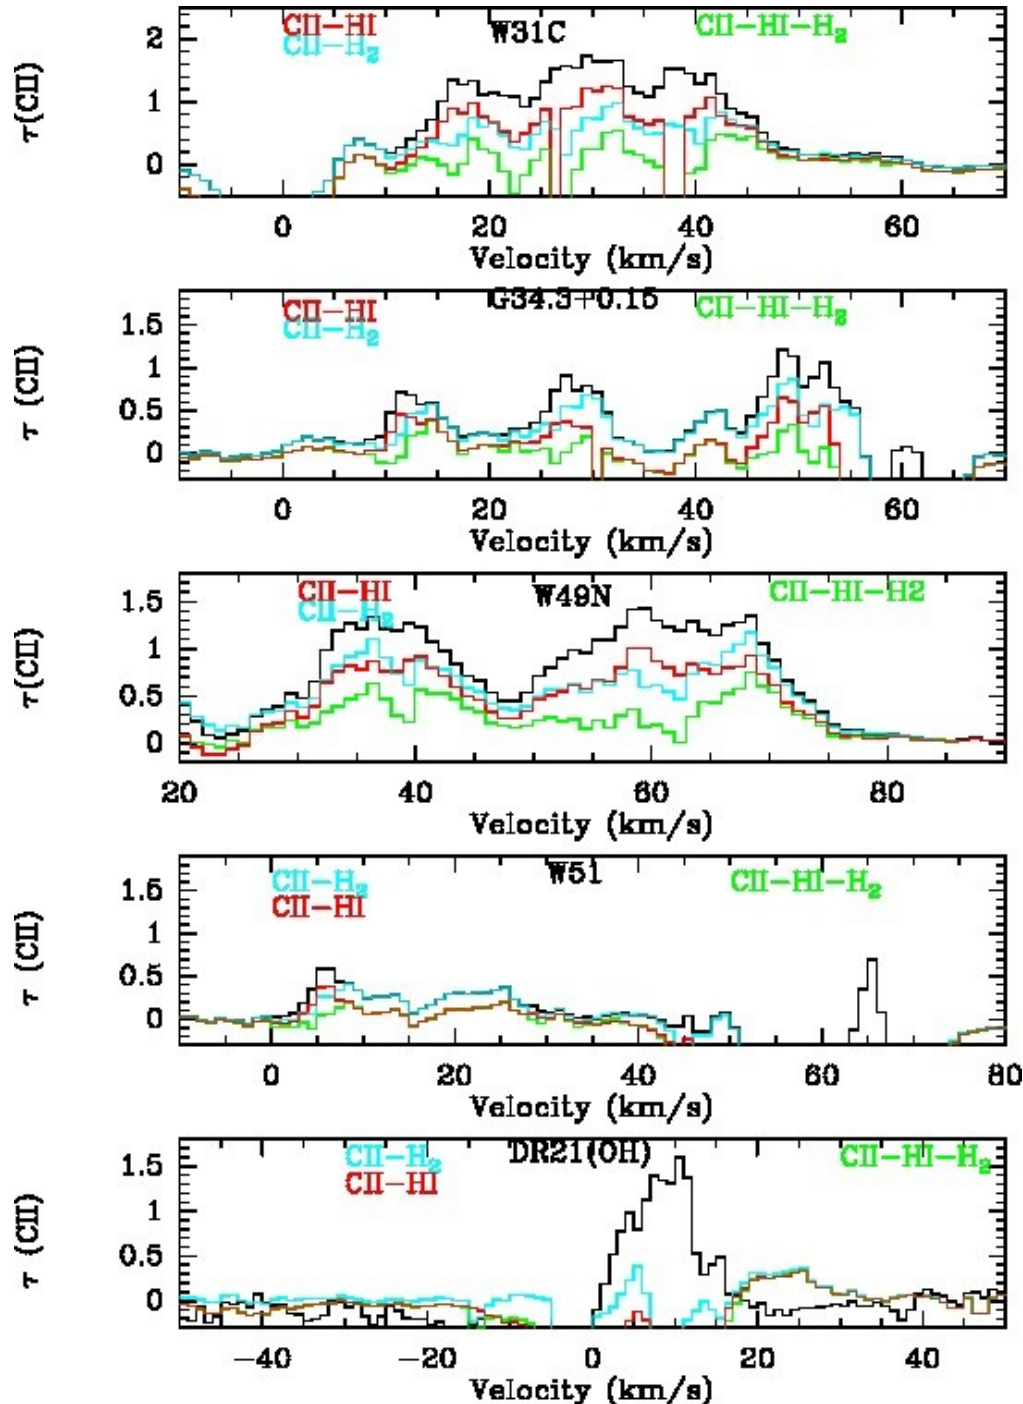 CII-HI W31C CII-HI-H2
CII-H2
τ(CII)
2
1
0
0 20 40 60
Velocity (km/s)
CII-HI G34.3+0.15 CII-HI-H2
CII-H2
τ (CII)
1.5
1
0.5
0
0 20 40 60
Velocity (km/s)
CII-HI W49N CII-HI-H2
CII-H2
τ(CII)
1.5
1
0.5
0
20 40 60 80
Velocity (km/s)
CII-H2 W51 CII-HI-H2
CII-HI
τ (CII)
1.5
1
0.5
0
0 20 40 60 80
Velocity (km/s)
CII-H2 DR21(OH) CII-HI-H2
CII-HI
τ (CII)
1.5
1
0.5
0
−40 −20 0 20 40
Velocity (km/s)